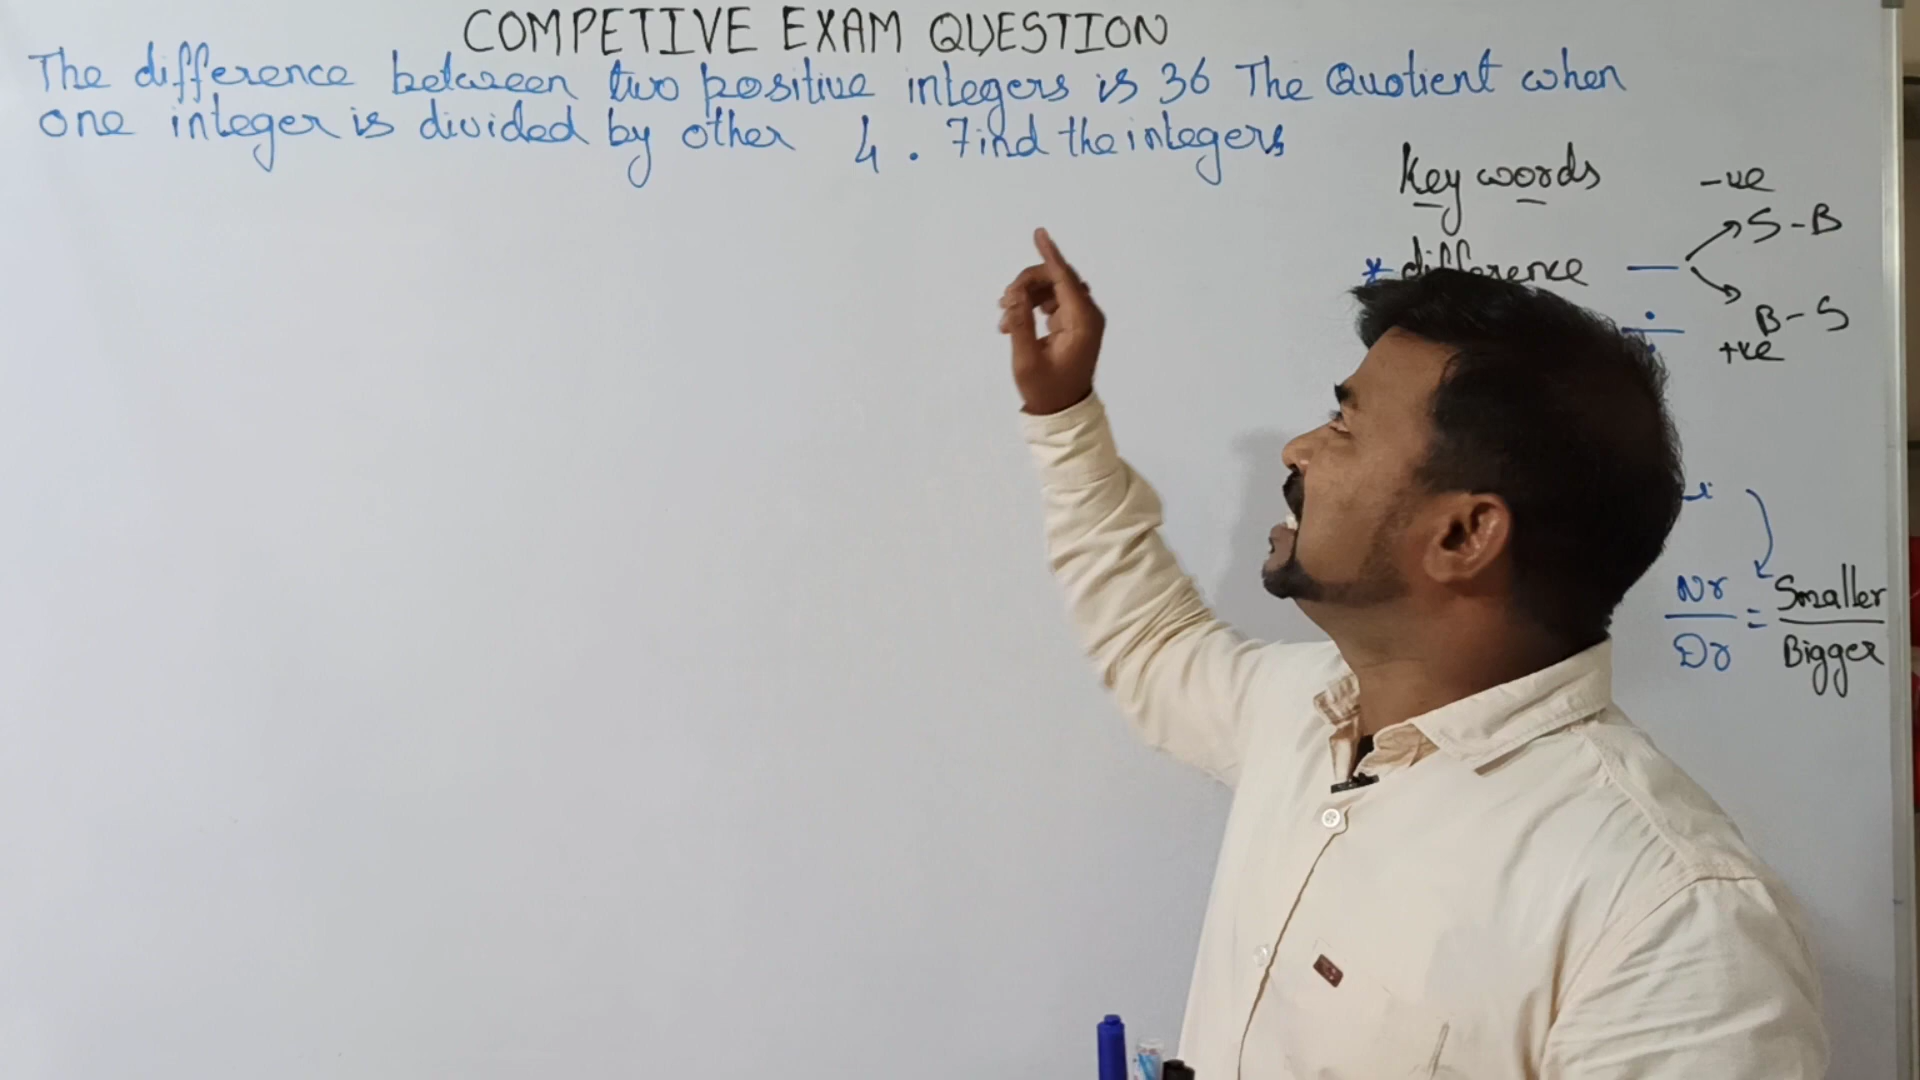 COMPETIVE EXAM QUESTION
The difference between two positive integers is 36 The Quotient when
one integer is divided by other 4. Find the integers
Key words
-ve
S-B
* difference —
÷
B-S
+ve
Nr = Smaller
Dr Bigger